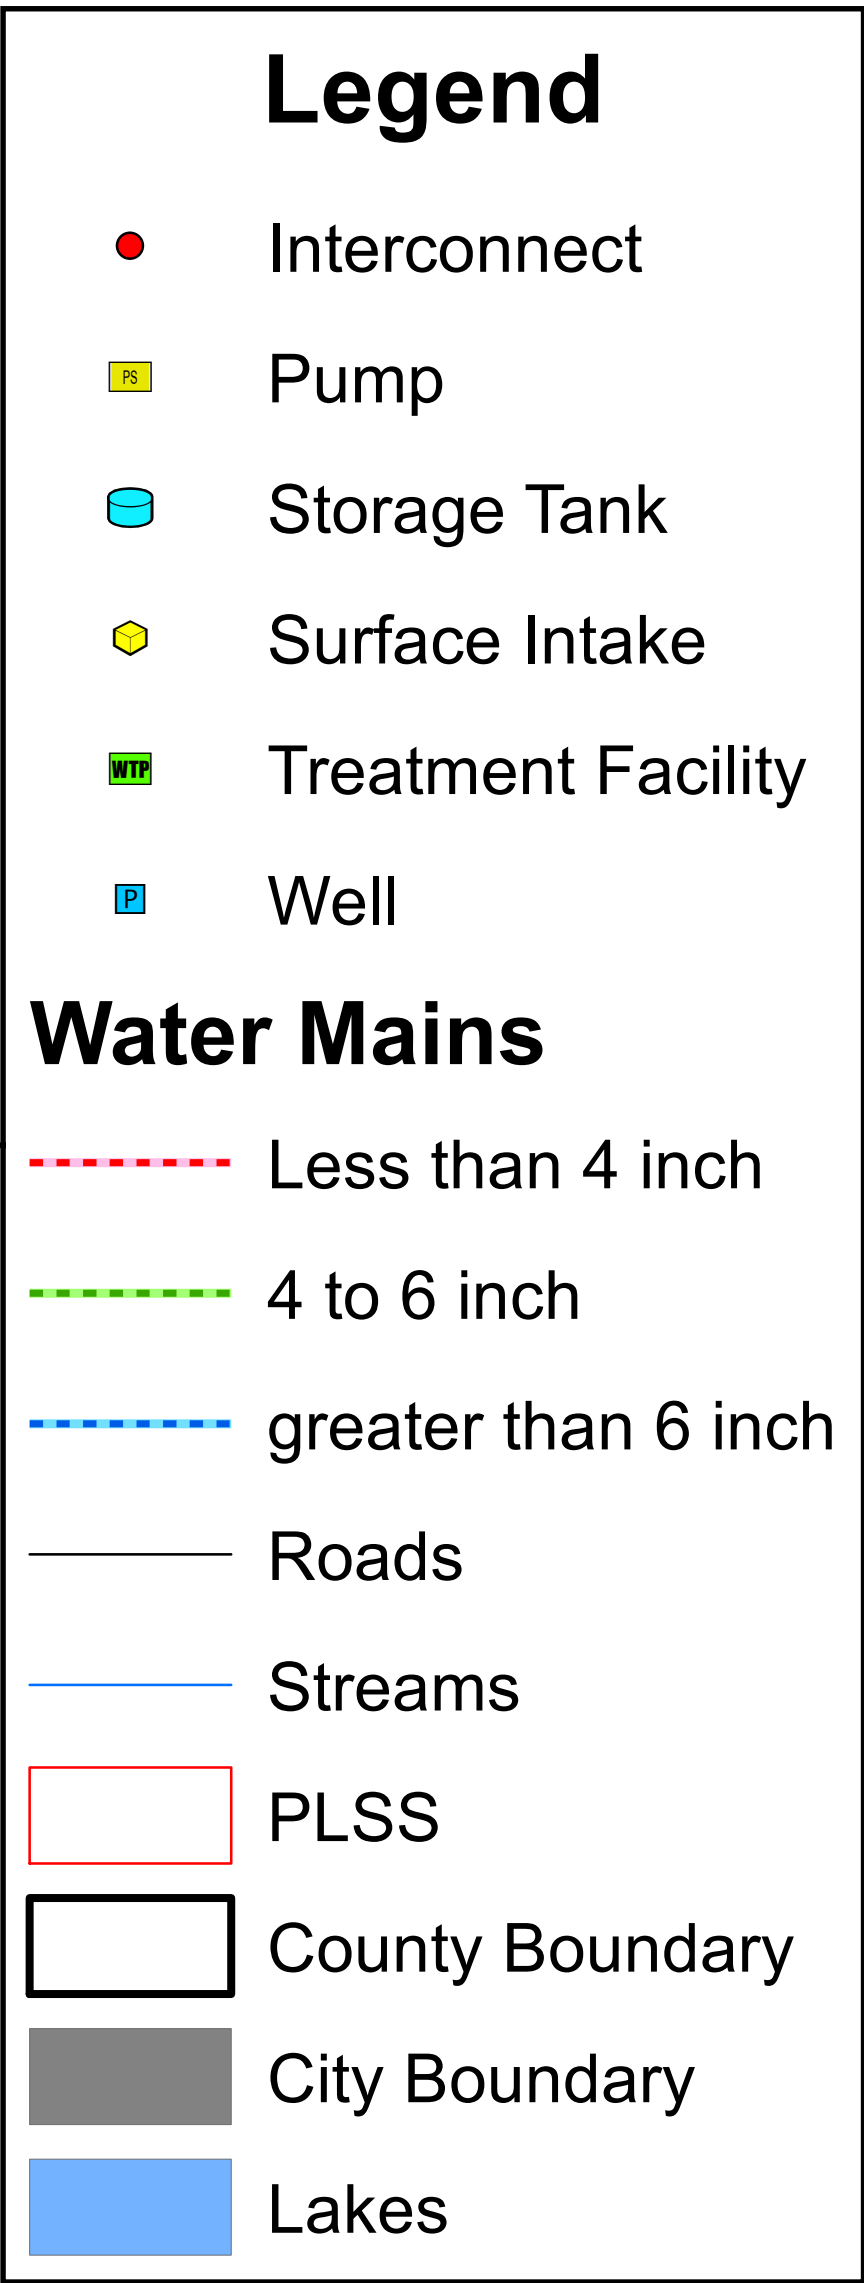 Legend
Interconnect
PS Pump
Storage Tank
Surface Intake
WTP Treatment Facility
P Well
Water Mains
Less than 4 inch
4 to 6 inch
greater than 6 inch
Roads
Streams
PLSS
County Boundary
City Boundary
Lakes